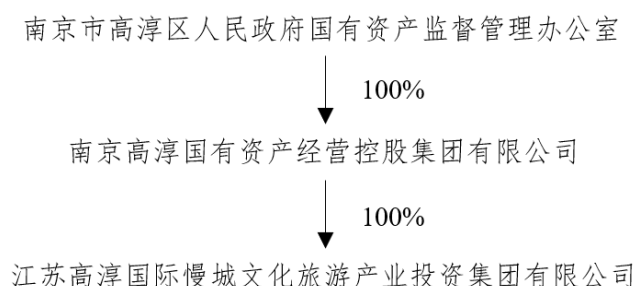 南京市高淳区人民政府国有资产监督管理办公室
100%
南京高淳国有资产经营控股集团有限公司
100%
江苏高淳国际慢城文化旅游产业投资集团有限公司